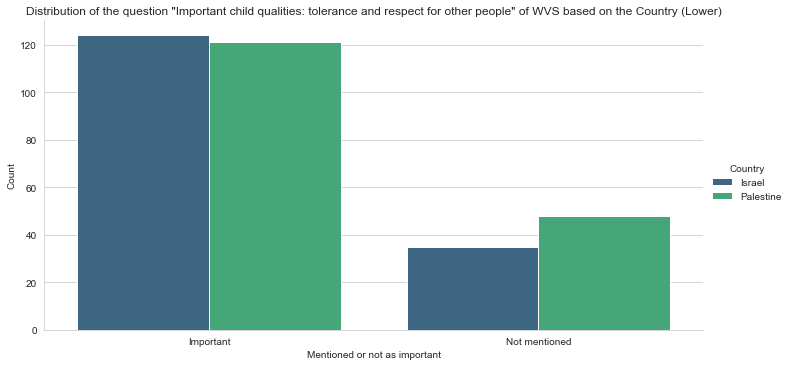 Distribution of the question "Important child qualities: tolerance and respect for other people" of WVS based on the Country (Lower)
120
100
80
60
40
20
0
Count
Important
Not mentioned
Mentioned or not as important
Country
Israel
Palestine